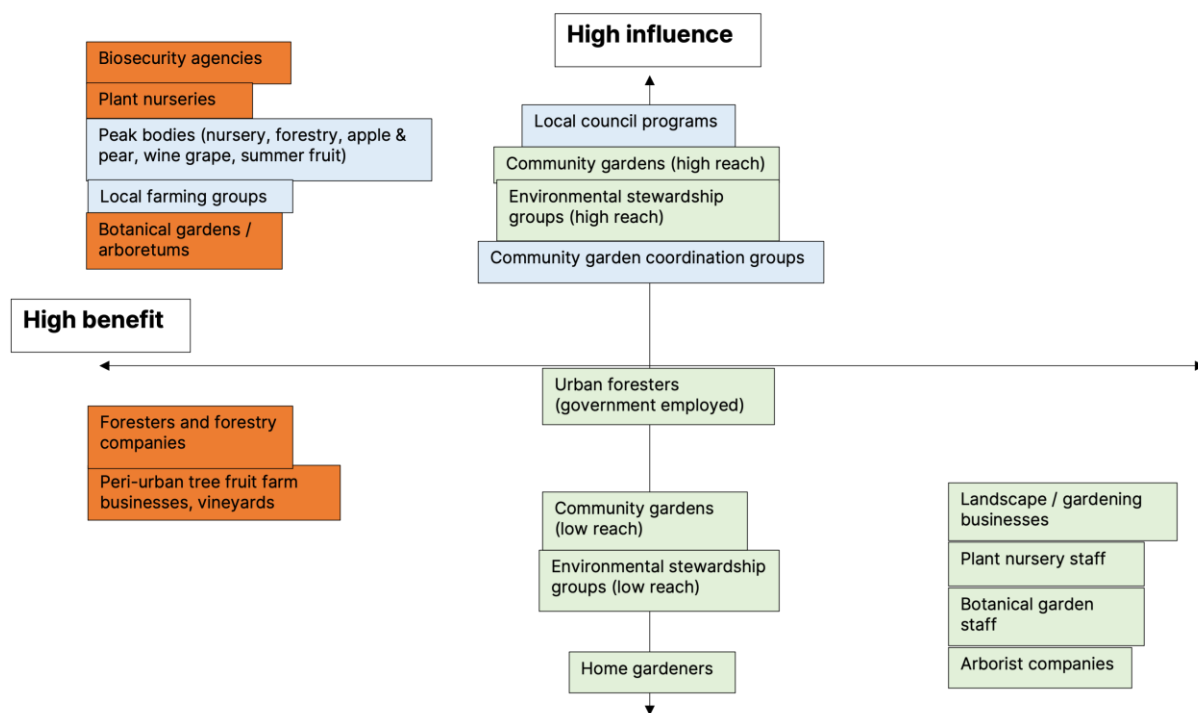 High influence
Biosecurity agencies
Plant nurseries
Peak bodies (nursery, forestry, apple &
pear, wine grape, summer fruit)
Local farming groups
Botanical gardens /
arboretums
Local council programs
Community gardens (high reach)
Environmental stewardship
groups (high reach)
Community garden coordination groups
High benefit
Urban foresters
(government employed)
Foresters and forestry
companies
Peri-urban tree fruit farm
businesses, vineyards
Community gardens
(low reach)
Environmental stewardship
groups (low reach)
Home gardeners
Landscape / gardening
businesses
Plant nursery staff
Botanical garden
staff
Arborist companies